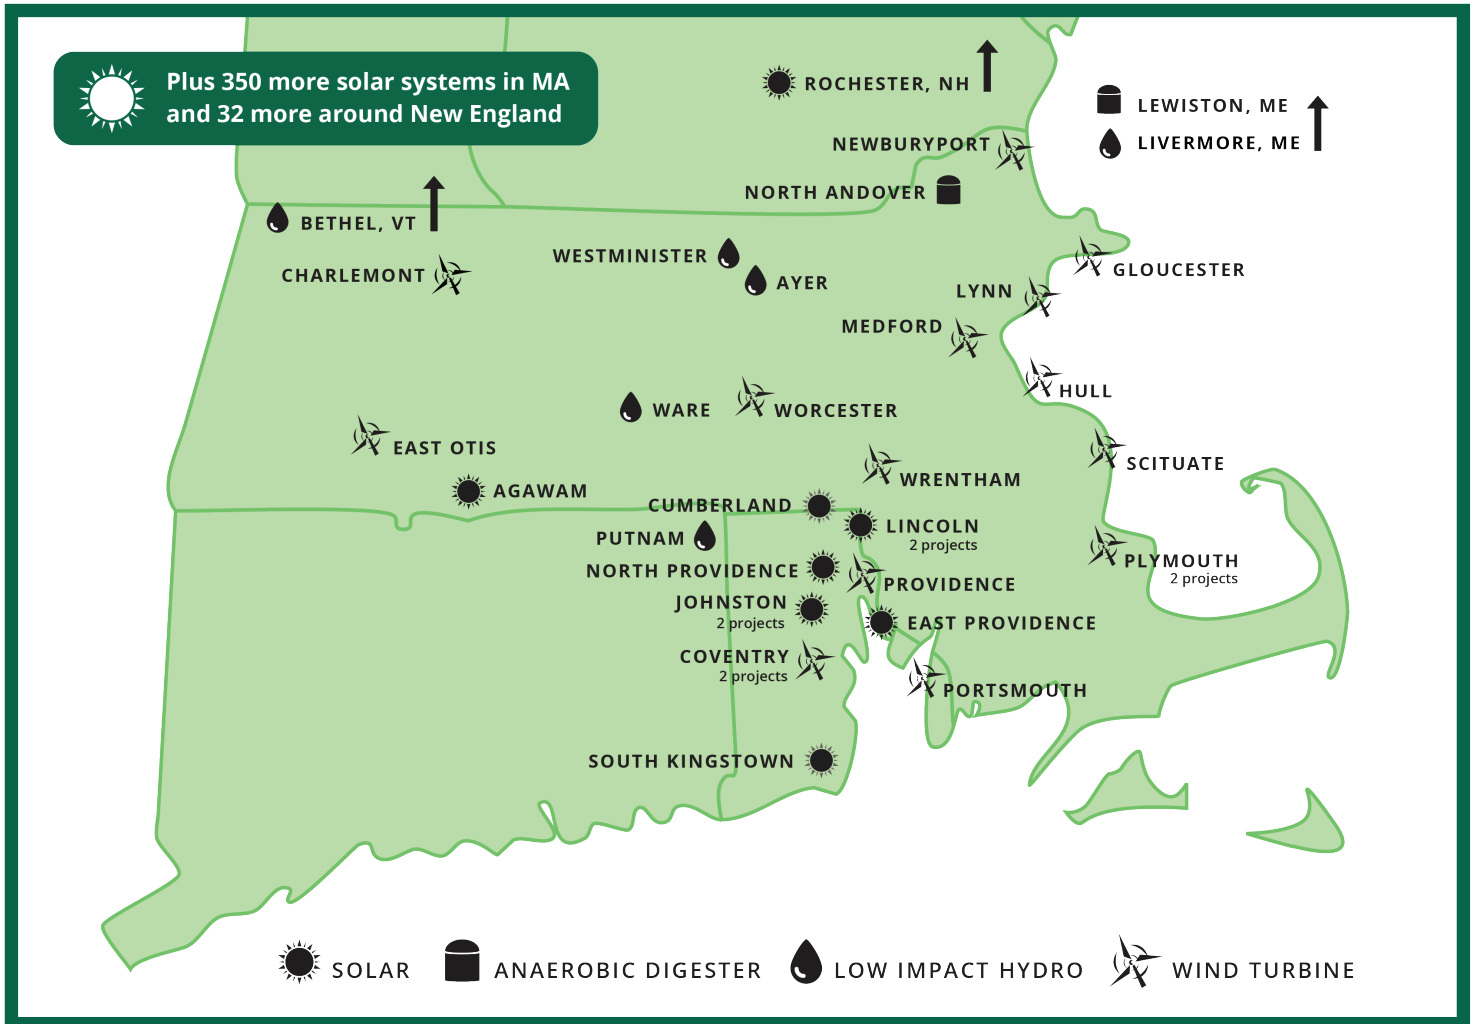 Plus 350 more solar systems in MA
and 32 more around New England
ROCHESTER, NH
LEWISTON, ME
LIVERMORE, ME
NEWBURYPORT
NORTH ANDOVER
BETHEL, VT
CHARLEMONT
WESTMINISTER
AYER
GLOUCESTER
LYNN
MEDFORD
HULL
WARE
WORCESTER
EAST OTIS
SCITUATE
WRENTHAM
AGAWAM
CUMBERLAND
LINCOLN
2 projects
PUTNAM
PLYMOUTH
2 projects
NORTH PROVIDENCE
PROVIDENCE
JOHNSTON
2 projects
EAST PROVIDENCE
COVENTRY
2 projects
PORTSMOUTH
SOUTH KINGSTOWN
SOLAR
ANAEROBIC DIGESTER
LOW IMPACT HYDRO
WIND TURBINE